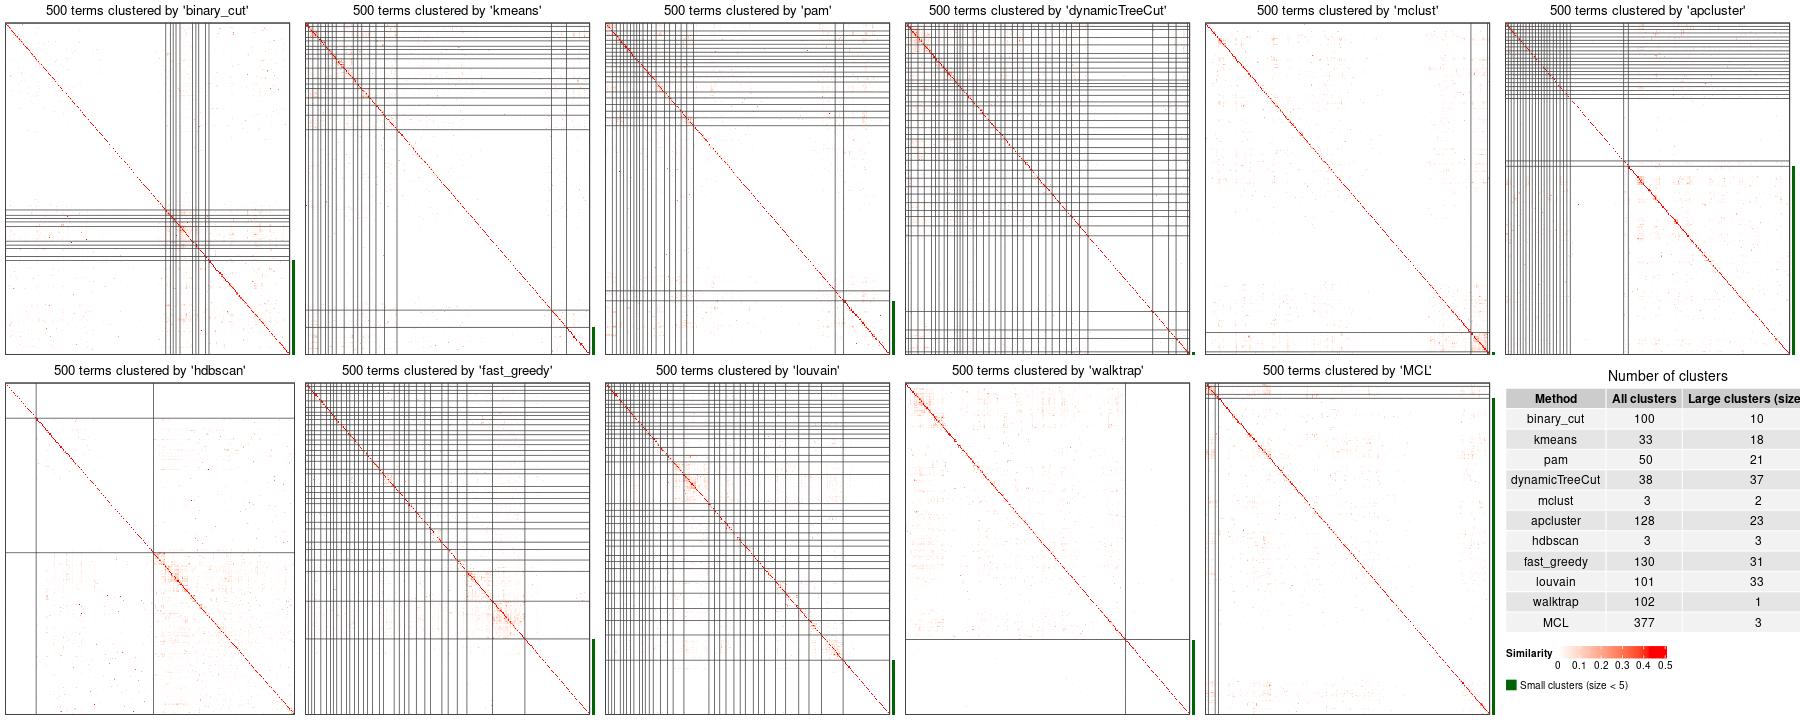 500 terms clustered by 'binary_cut'
500 terms clustered by 'kmeans'
500 terms clustered by 'pam'
500 terms clustered by 'dynamicTreeCut'
500 terms clustered by 'mclust'
500 terms clustered by 'apcluster'
500 terms clustered by 'hdbscan'
500 terms clustered by 'fast_greedy'
500 terms clustered by 'louvain'
500 terms clustered by 'walktrap'
500 terms clustered by 'MCL'
Number of clusters
Method All clusters Large clusters (size
binary_cut 100 10
kmeans 33 18
pam 50 21
dynamicTreeCut 38 37
mclust 3 2
apcluster 128 23
hdbscan 3 3
fast_greedy 130 31
louvain 101 33
walktrap 102 1
MCL 377 3
Similarity
0 0.1 0.2 0.3 0.4 0.5
Small clusters (size < 5)